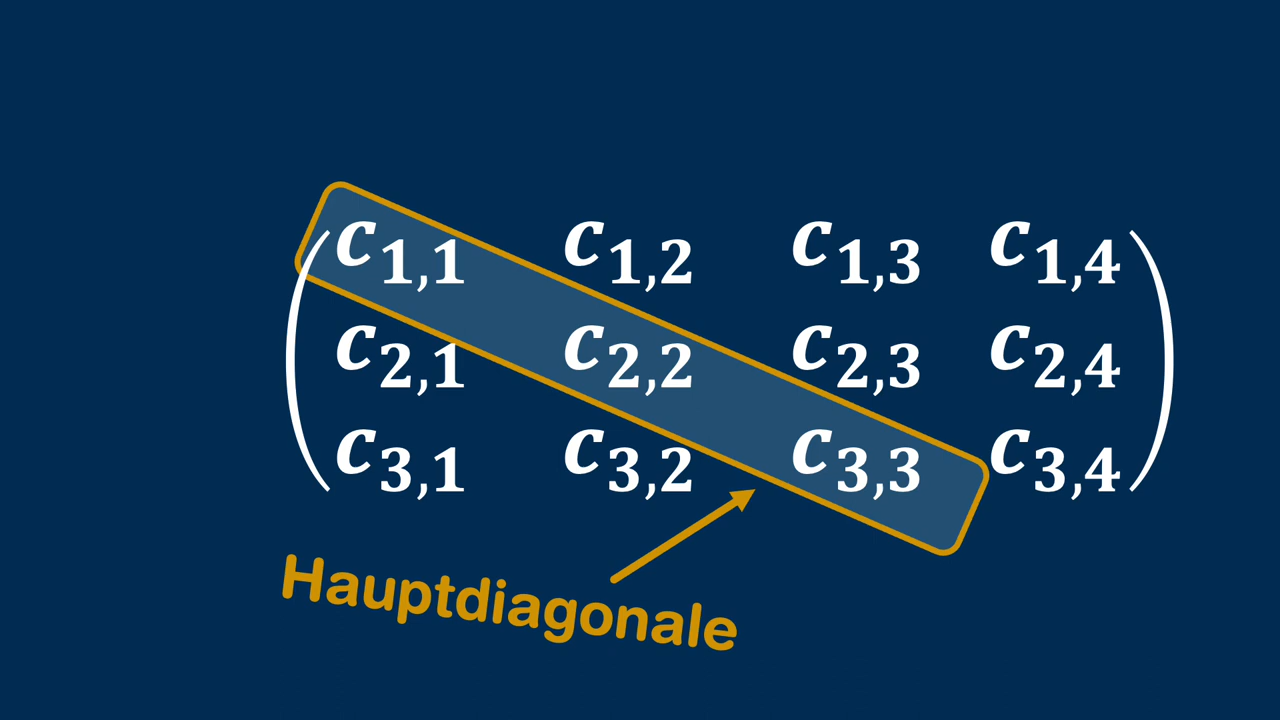 c1,1 c1,2 c1,3 c1,4
c2,1 c2,2 c2,3 c2,4
c3,1 c3,2 c3,3 c3,4
Hauptdiagonale